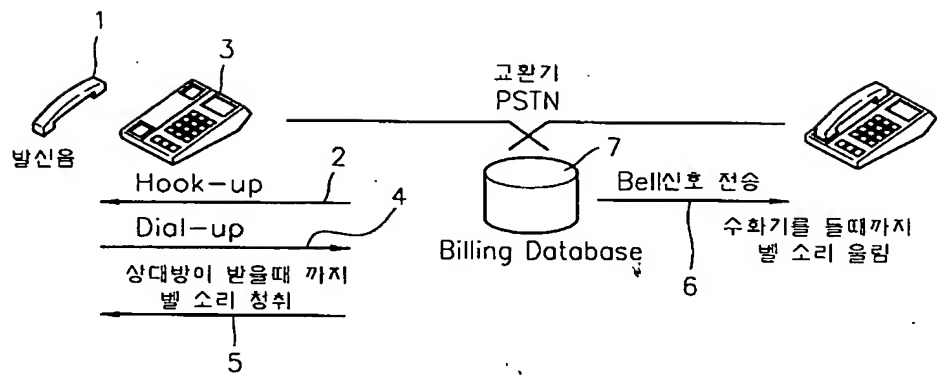 1
3
교환기
PSTN
발신음
7
Hook-up
2
Bell신호 전송
Dial-up
4
Billing Database
6
수화기를 들때까지
벨 소리 울림
상대방이 받을때 까지
벨 소리 청취
5